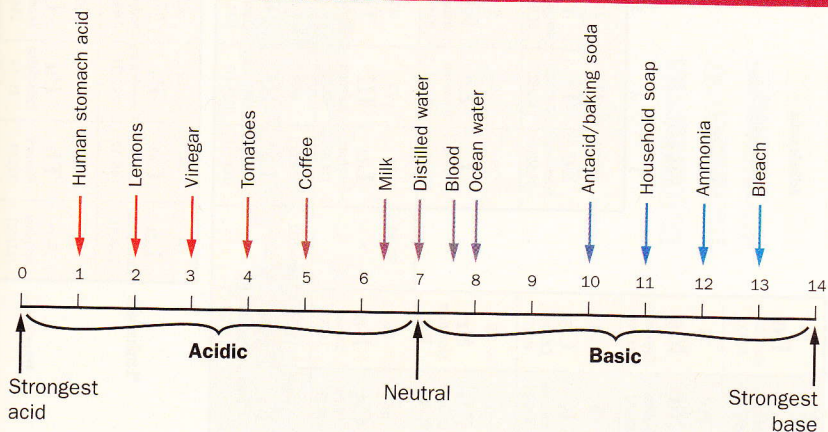 Human stomach acid
Lemons
Vinegar
Tomatoes
Coffee
Milk
Distilled water
Blood
Ocean water
Antacid/baking soda
Household soap
Ammonia
Bleach
0 1 2 3 4 5 6 7 8 9 10 11 12 13 14
Acidic
Basic
Strongest
acid
Neutral
Strongest
base